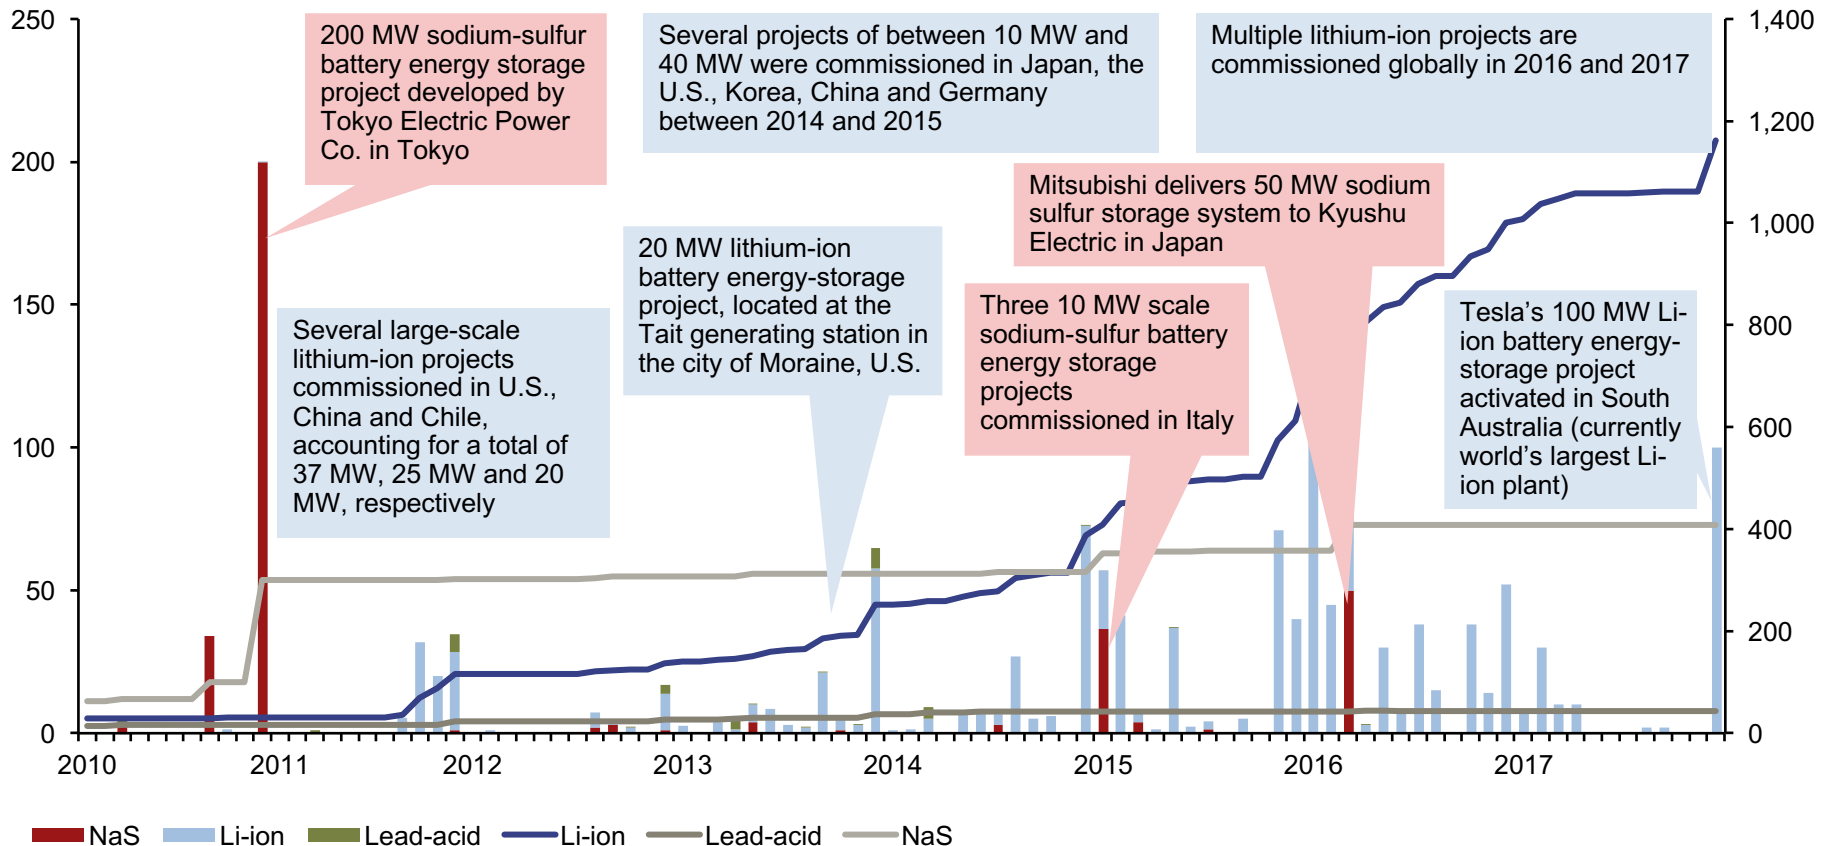 250
200
150
100
50
0
1,400
1,200
1,000
800
600
400
200
0
200 MW sodium-sulfur
battery energy storage
project developed by
Tokyo Electric Power
Co. in Tokyo
Several projects of between 10 MW and
40 MW were commissioned in Japan, the
U.S., Korea, China and Germany
between 2014 and 2015
Multiple lithium-ion projects are
commissioned globally in 2016 and 2017
Mitsubishi delivers 50 MW sodium
sulfur storage system to Kyushu
Electric in Japan
20 MW lithium-ion
battery energy-storage
project, located at the
Tait generating station in
the city of Moraine, U.S.
Three 10 MW scale
sodium-sulfur battery
energy storage
projects
commissioned in Italy
Several large-scale
lithium-ion projects
commissioned in U.S.,
China and Chile,
accounting for a total of
37 MW, 25 MW and 20
MW, respectively
Tesla’s 100 MW Li-
ion battery energy-
storage project
activated in South
Australia (currently
world’s largest Li-
ion plant)
2010 2011 2012 2013 2014 2015 2016 2017
NaS Li-ion Lead-acid Li-ion Lead-acid NaS